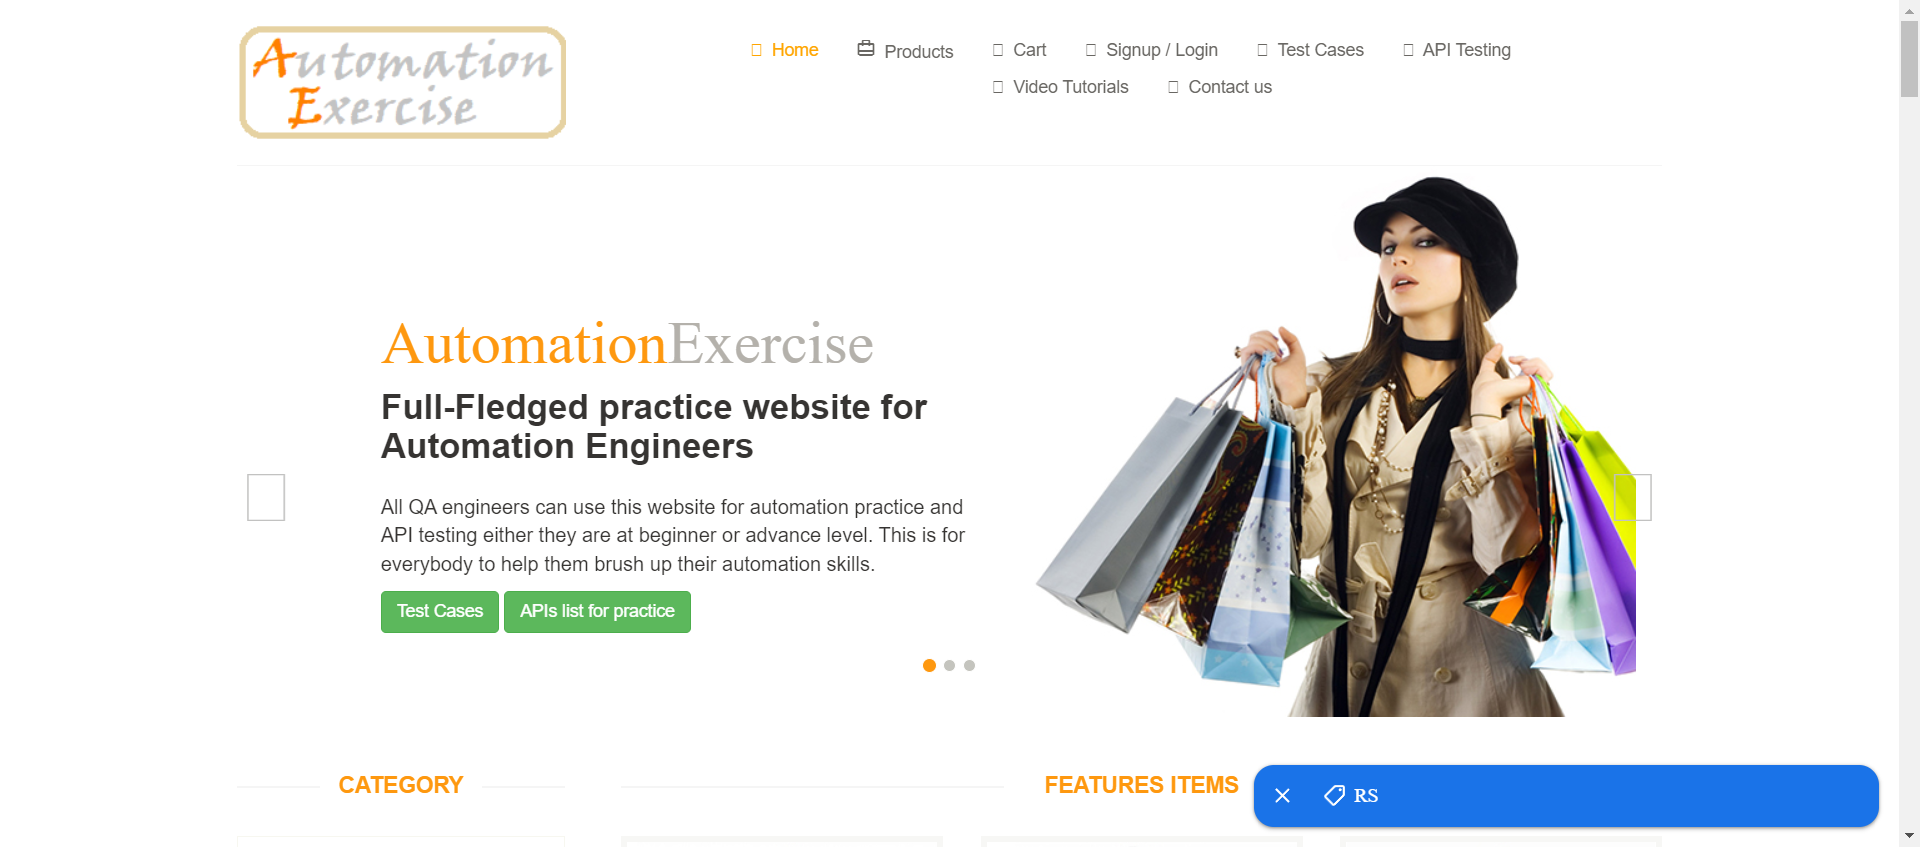 Automation
Exercise
Home Products Cart Signup / Login Test Cases API Testing
Video Tutorials Contact us
AutomationExercise
Full-Fledged practice website for
Automation Engineers
All QA engineers can use this website for automation practice and
API testing either they are at beginner or advance level. This is for
everybody to help them brush up their automation skills.
Test Cases APIs list for practice
CATEGORY
FEATURES ITEMS
RS